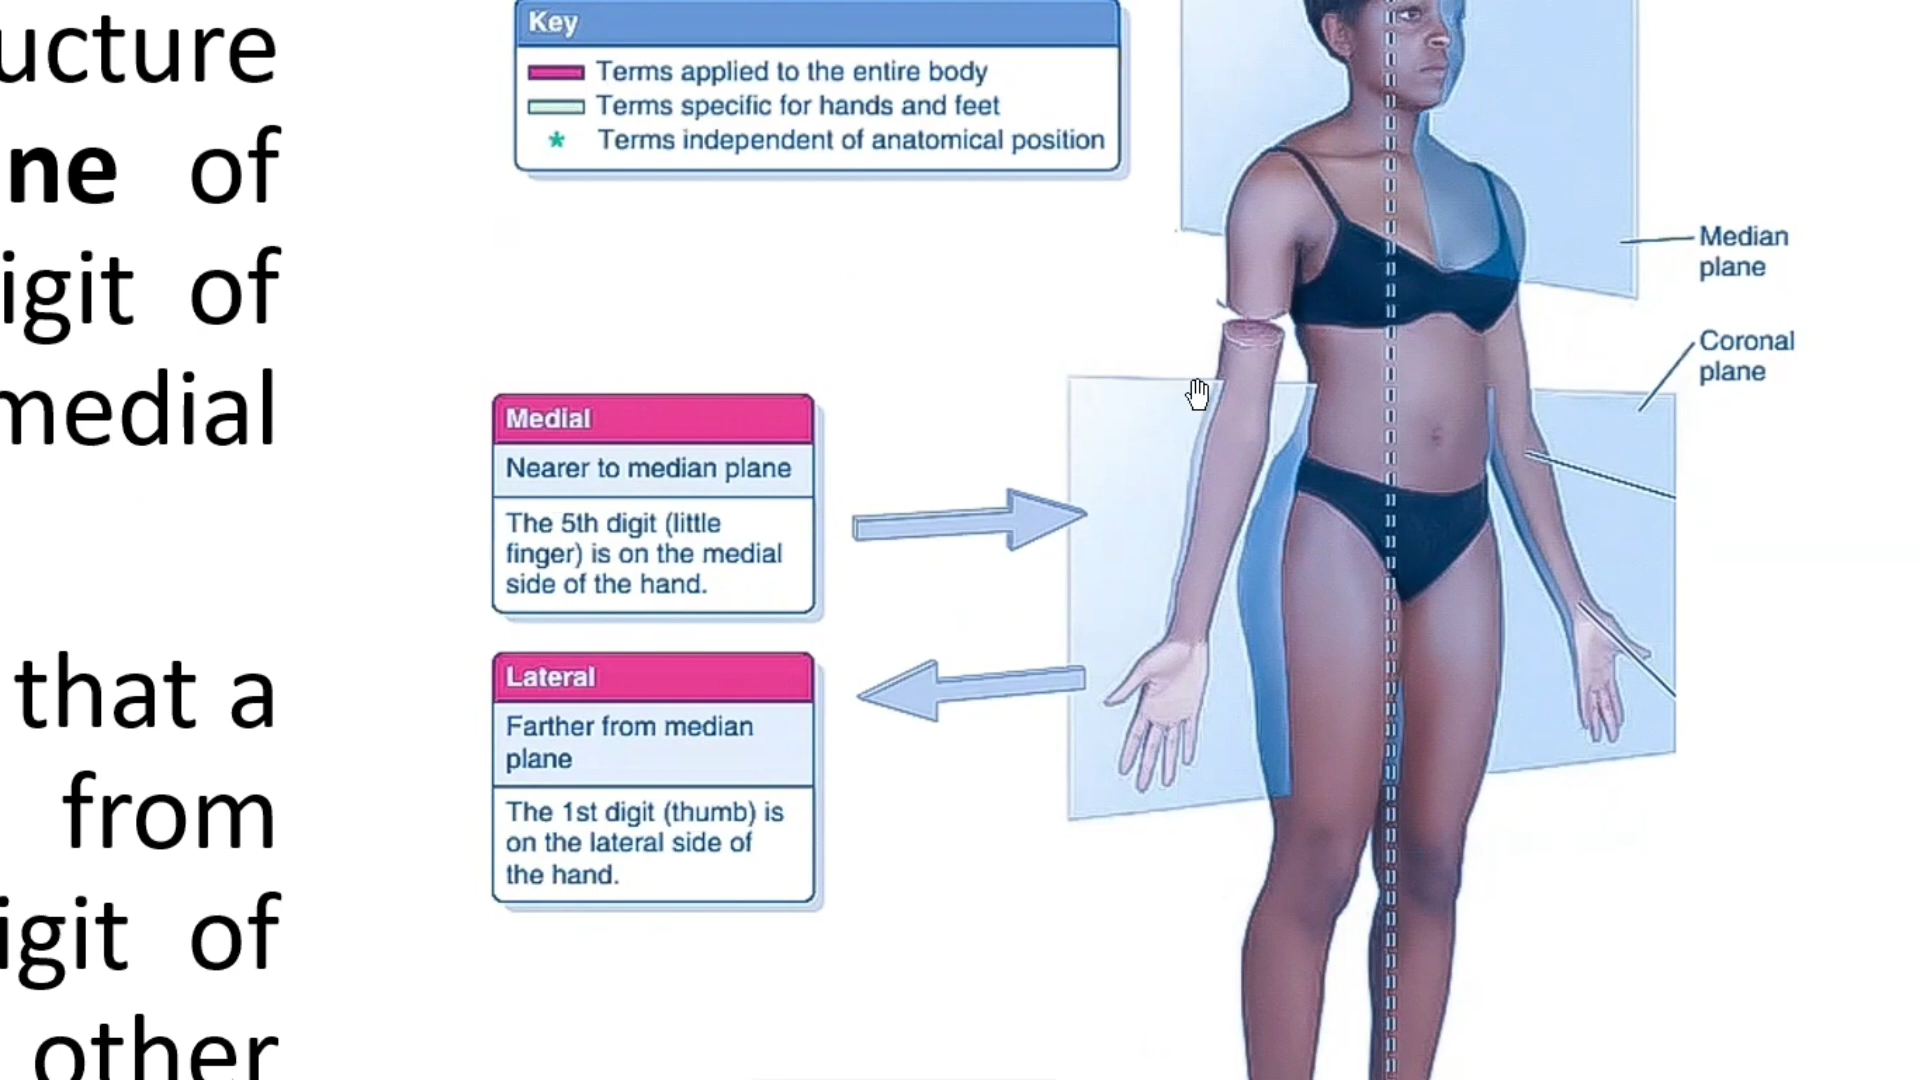 ucture
ne of
igit of
medial
that a
from
igit of
other
Key
Terms applied to the entire body
Terms specific for hands and feet
* Terms independent of anatomical position
Medial
Nearer to median plane
The 5th digit (little
finger) is on the medial
side of the hand.
Lateral
Farther from median
plane
The 1st digit (thumb) is
on the lateral side of
the hand.
Median
plane
Coronal
plane